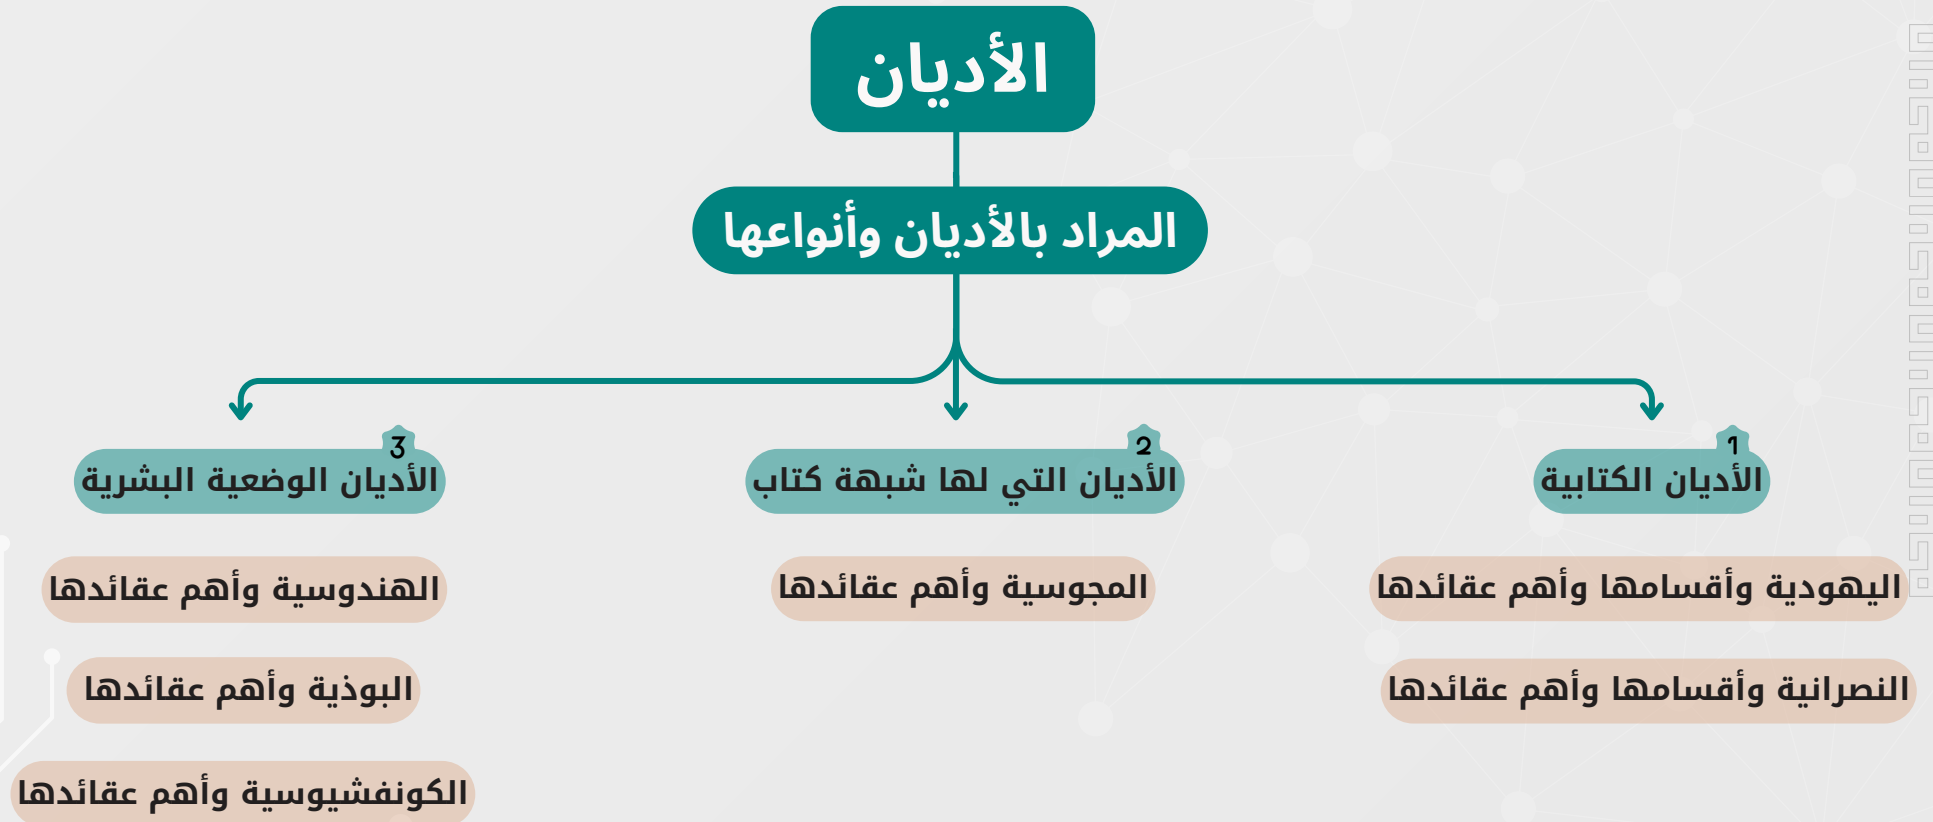 الأديان
المراد بالأديان وأنواعها
1
الأديان الكتابية
اليهودية وأقسامها وأهم عقائدها
النصرانية وأقسامها وأهم عقائدها
2
الأديان التي لها شبهة كتاب
المجوسية وأهم عقائدها
3
الأديان الوضعية البشرية
الهندوسية وأهم عقائدها
البوذية وأهم عقائدها
الكونفشيوسية وأهم عقائدها